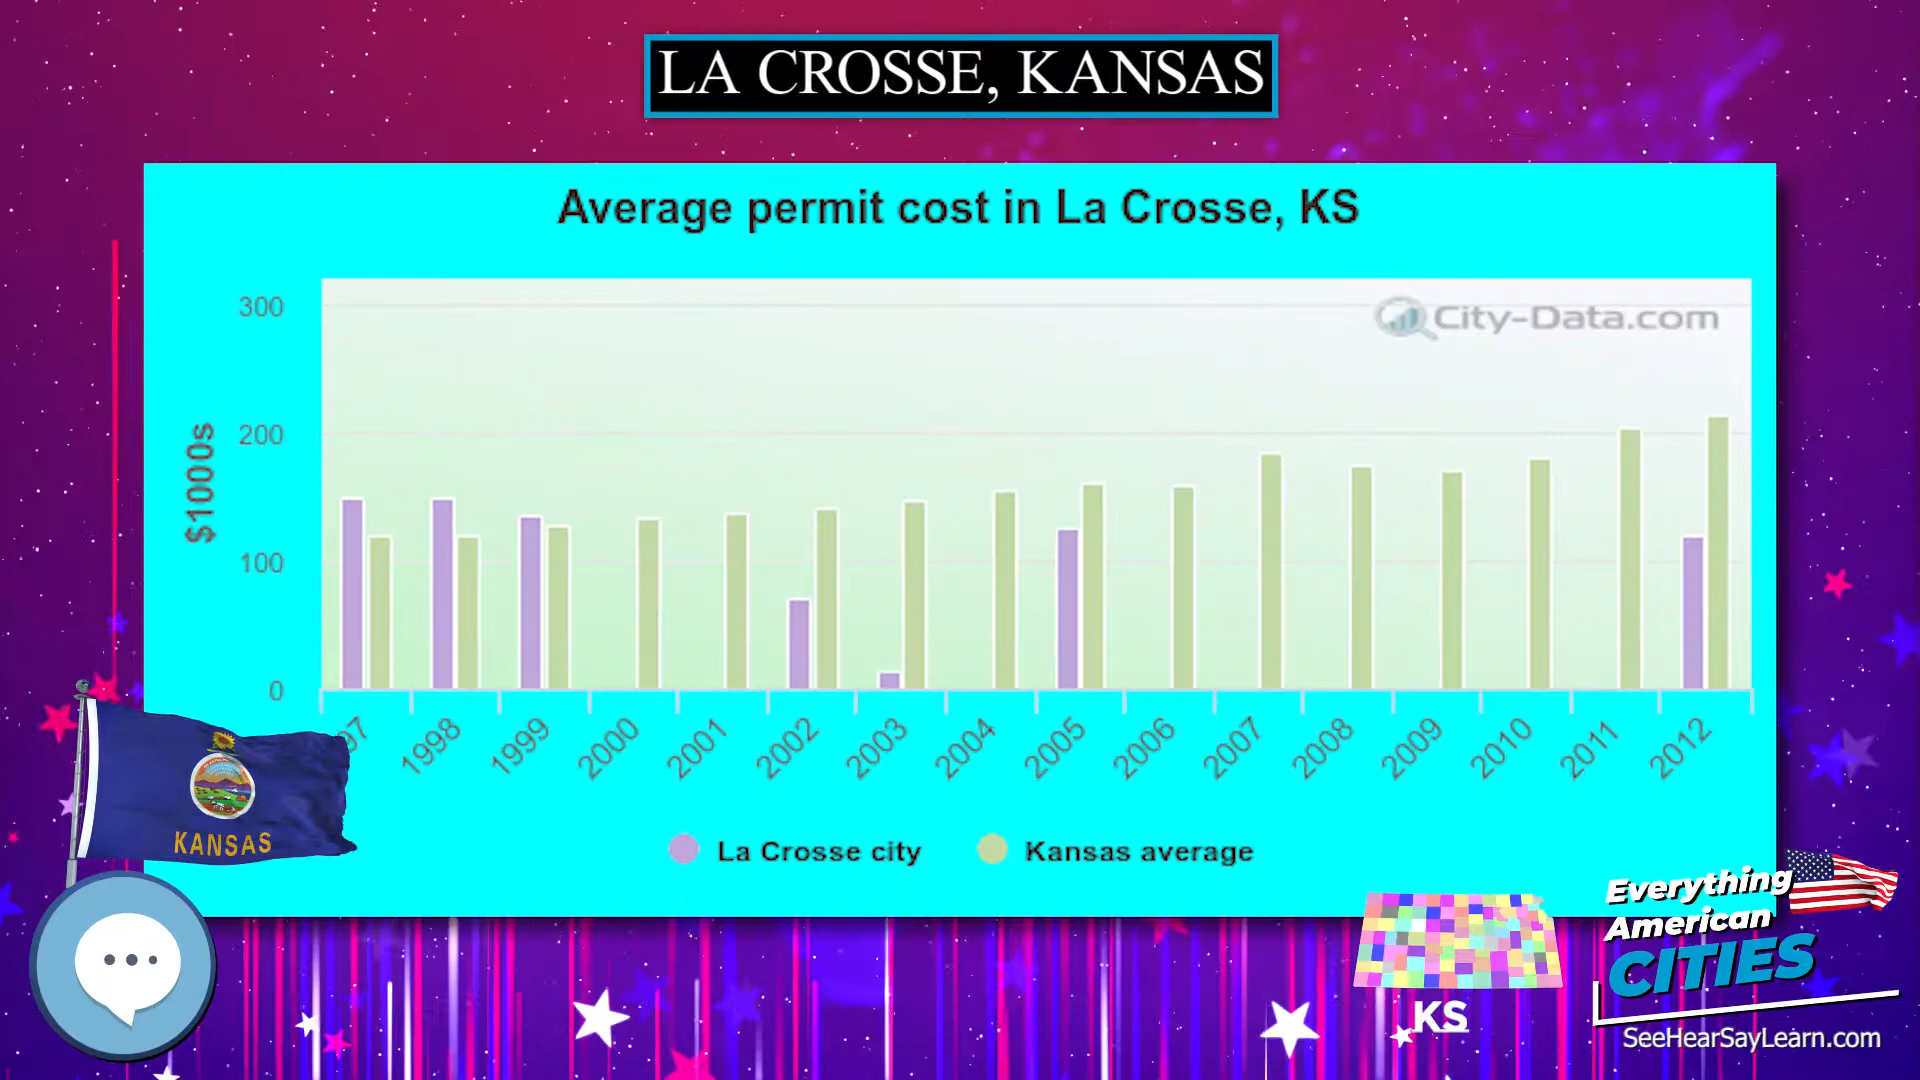 LA CROSSE, KANSAS
Average permit cost in La Crosse, KS
City-Data.com
$1000s
300
200
100
0
97 1998 1999 2000 2001 2002 2003 2004 2005 2006 2007 2008 2009 2010 2011 2012
La Crosse city Kansas average
KANSAS
KS
Everything
American
CITIES
SeeHearSayLearn.com